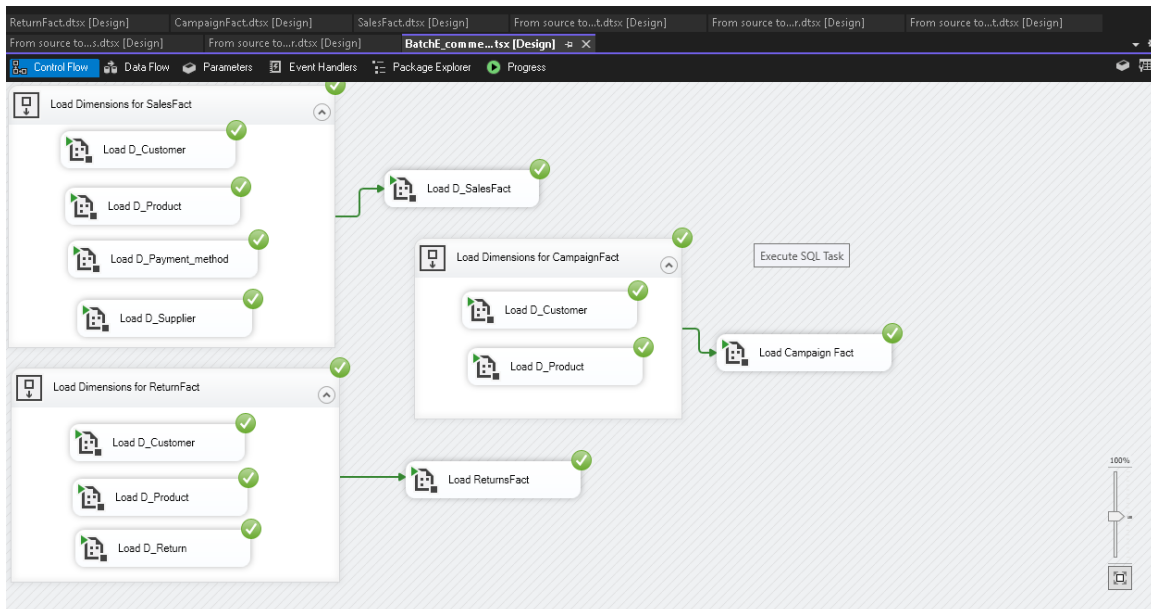 ReturnFact.dtsx [Design] CampaignFact.dtsx [Design] SalesFact.dtsx [Design] From source to...t.dtsx [Design] From source to...r.dtsx [Design] From source to...t.dtsx [Design]
From source to...s.dtsx [Design] From source to...r.dtsx [Design] BatchE_comme...tsx [Design]
Control Flow Data Flow Parameters Event Handlers Package Explorer Progress
Load Dimensions for SalesFact
Load D_Customer
Load D_Product
Load D_Payment_method
Load D_Supplier
Load D_SalesFact
Load Dimensions for CampaignFact
Load D_Customer
Load D_Product
Execute SQL Task
Load Campaign Fact
Load Dimensions for ReturnFact
Load D_Customer
Load D_Product
Load D_Return
Load ReturnsFact
100%